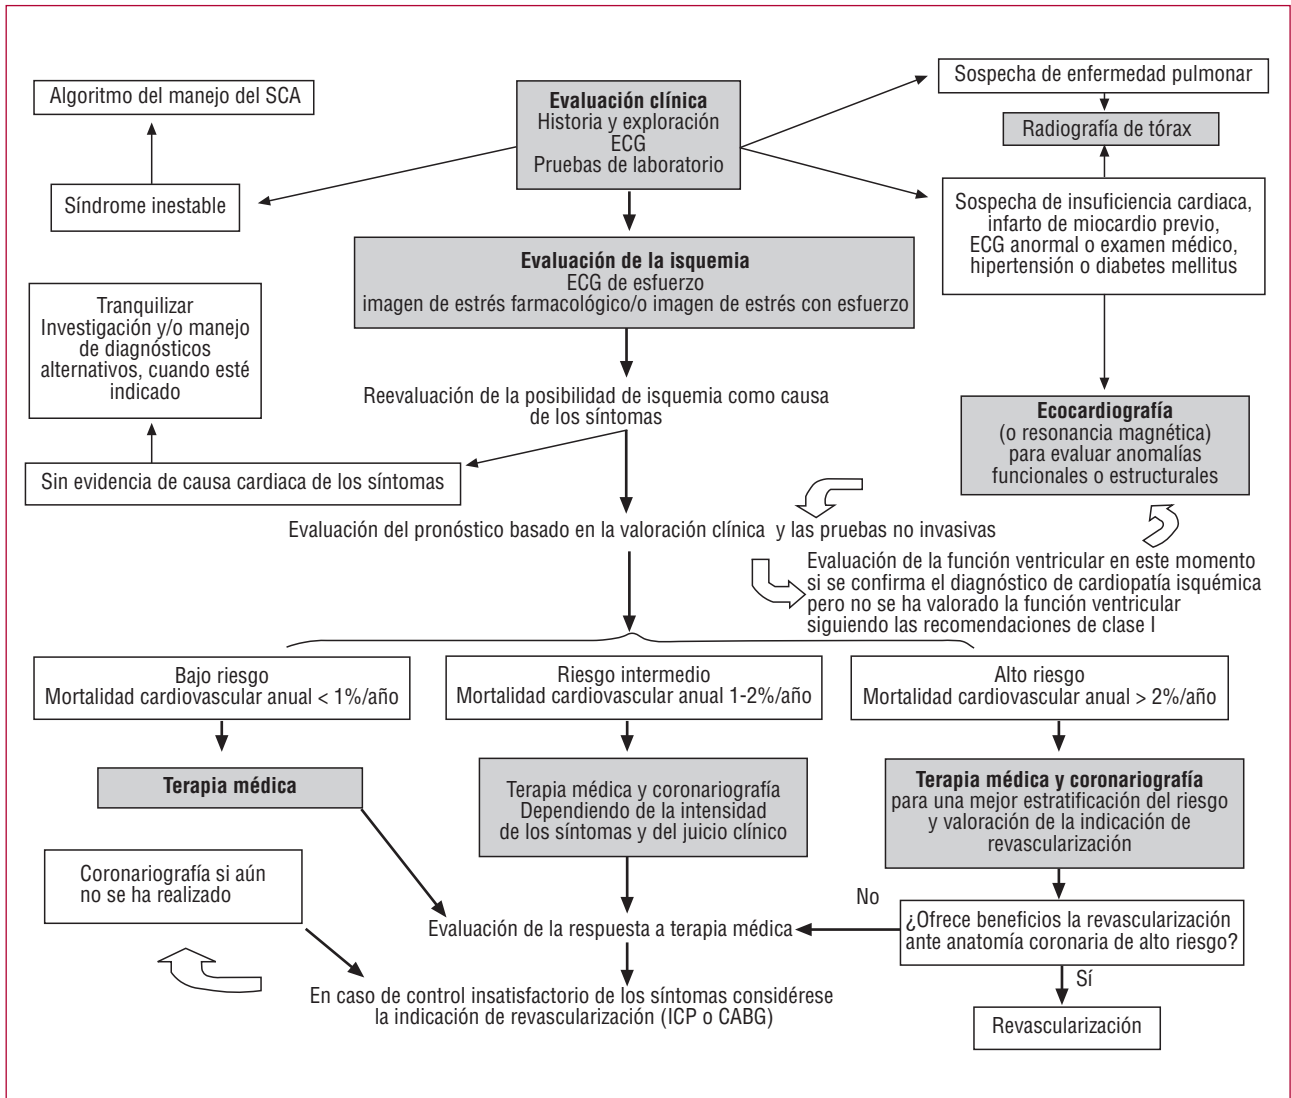 Algoritmo del manejo del SCA
Síndrome inestable
Evaluación clínica
Historia y exploración
ECG
Pruebas de laboratorio
Sospecha de enfermedad pulmonar
Radiografía de tórax
Sospecha de insuficiencia cardiaca,
infarto de miocardio previo,
ECG anormal o examen médico,
hipertensión o diabetes mellitus
Evaluación de la isquemia
ECG de esfuerzo
imagen de estrés farmacológico/o imagen de estrés con esfuerzo
Tranquilizar
Investigación y/o manejo
de diagnósticos
alternativos, cuando esté
indicado
Reevaluación de la posibilidad de isquemia como causa
de los síntomas
Sin evidencia de causa cardiaca de los síntomas
Ecocardiografía
(o resonancia magnética)
para evaluar anomalías
funcionales o estructurales
Evaluación del pronóstico basado en la valoración clínica y las pruebas no invasivas
Evaluación de la función ventricular en este momento
si se confirma el diagnóstico de cardiopatía isquémica
pero no se ha valorado la función ventricular
siguiendo las recomendaciones de clase I
Bajo riesgo
Mortalidad cardiovascular anual < 1%/año
Riesgo intermedio
Mortalidad cardiovascular anual 1-2%/año
Alto riesgo
Mortalidad cardiovascular anual > 2%/año
Terapia médica
Terapia médica y coronariografía
Dependiendo de la intensidad
de los síntomas y del juicio clínico
Terapia médica y coronariografía
para una mejor estratificación del riesgo
y valoración de la indicación de
revascularización
Coronariografía si aún
no se ha realizado
Evaluación de la respuesta a terapia médica
No
¿Ofrece beneficios la revascularización
ante anatomía coronaria de alto riesgo?
Sí
En caso de control insatisfactorio de los síntomas considérese
la indicación de revascularización (ICP o CABG)
Revascularización